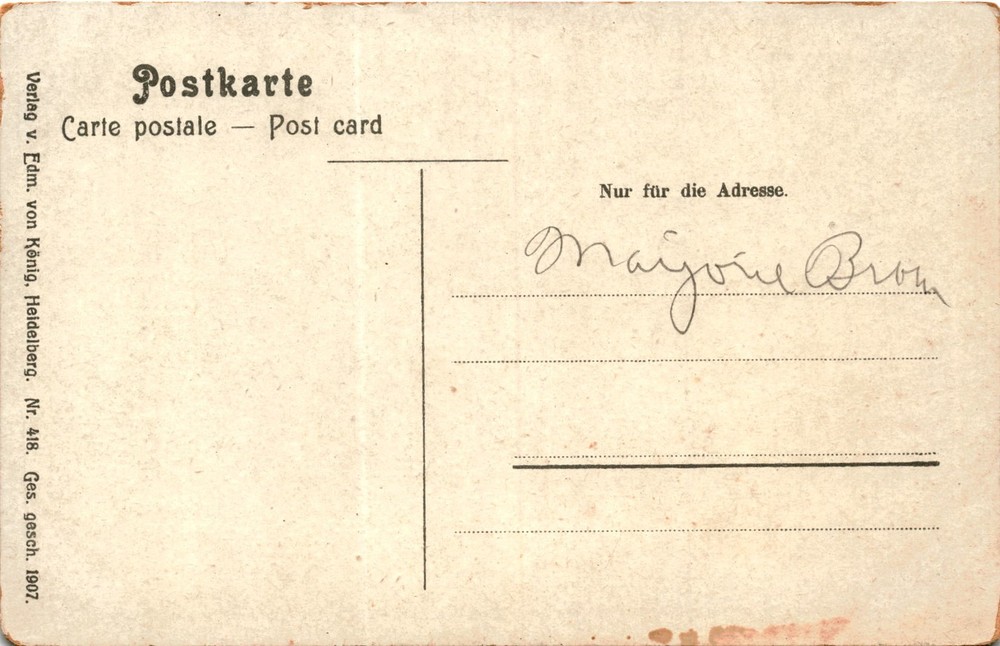 Postkarte
Carte postale — Post card
Nur für die Adresse.
Marjorie Brown
Verlag v. Edm. von König, Heidelberg. Nr. 418. Ges. gesch. 1907.